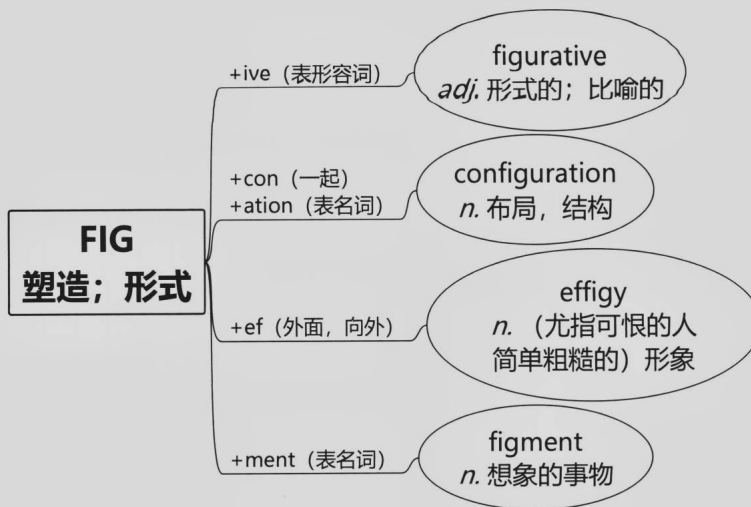 FIG
塑造；形式
+ive（表形容词）
figurative
adj. 形式的；比喻的
+con（一起）
+ation（表名词）
configuration
n. 布局，结构
+ef（外面，向外）
effigy
n. （尤指可恨的人
简单粗糙的）形象
+ment（表名词）
figment
n. 想象的事物